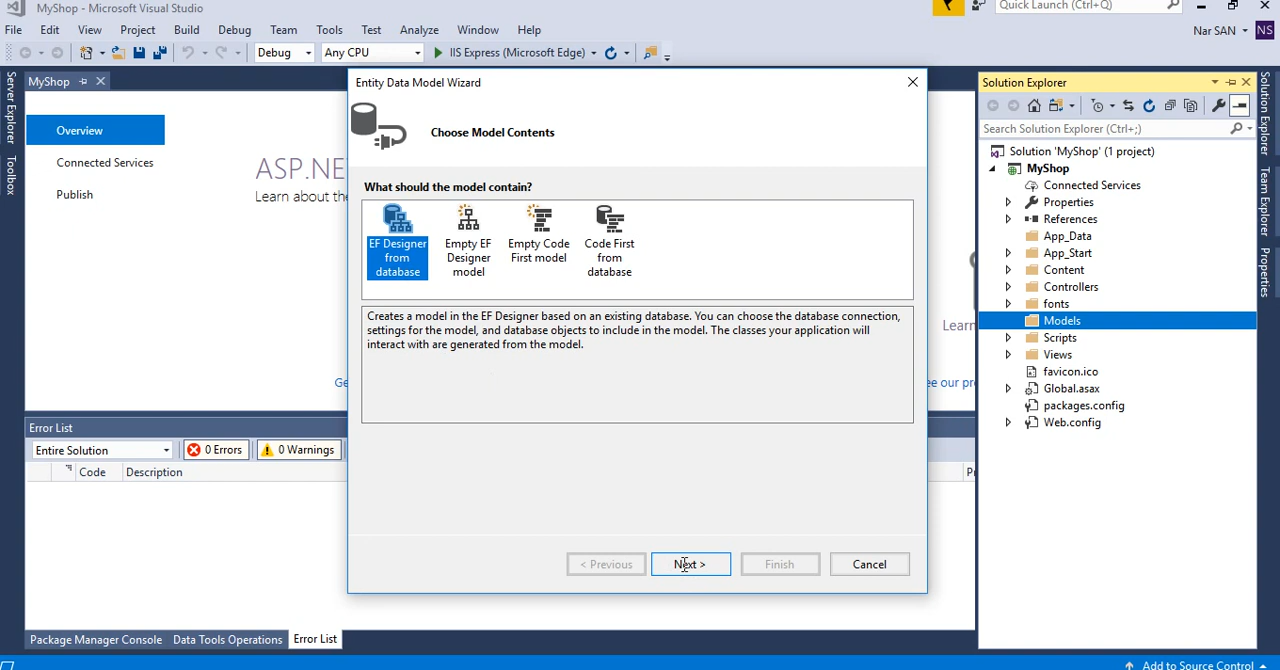 MyShop - Microsoft Visual Studio
Quick Launch (Ctrl+Q)
File Edit View Project Build Debug Team Tools Test Analyze Window Help
Nar SAN NS
Debug Any CPU IIS Express (Microsoft Edge)
Server Explorer
Toolbox
MyShop
Overview
Connected Services
Publish
ASP.NE
Learn about the
Get
Learn
ee our pr
Entity Data Model Wizard
Choose Model Contents
What should the model contain?
EF Designer
from
database
Empty EF
Designer
model
Empty Code
First model
Code First
from
database
Creates a model in the EF Designer based on an existing database. You can choose the database connection,
settings for the model, and database objects to include in the model. The classes your application will
interact with are generated from the model.
< Previous Next > Finish Cancel
Error List
Entire Solution 0 Errors 0 Warnings
Code Description
Package Manager Console Data Tools Operations Error List
Solution Explorer
Search Solution Explorer (Ctrl+;)
Solution 'MyShop' (1 project)
MyShop
Connected Services
Properties
References
App_Data
App_Start
Content
Controllers
fonts
Models
Scripts
Views
favicon.ico
Global.asax
packages.config
Web.config
Solution Explorer
Team Explorer
Properties
Add to Source Control